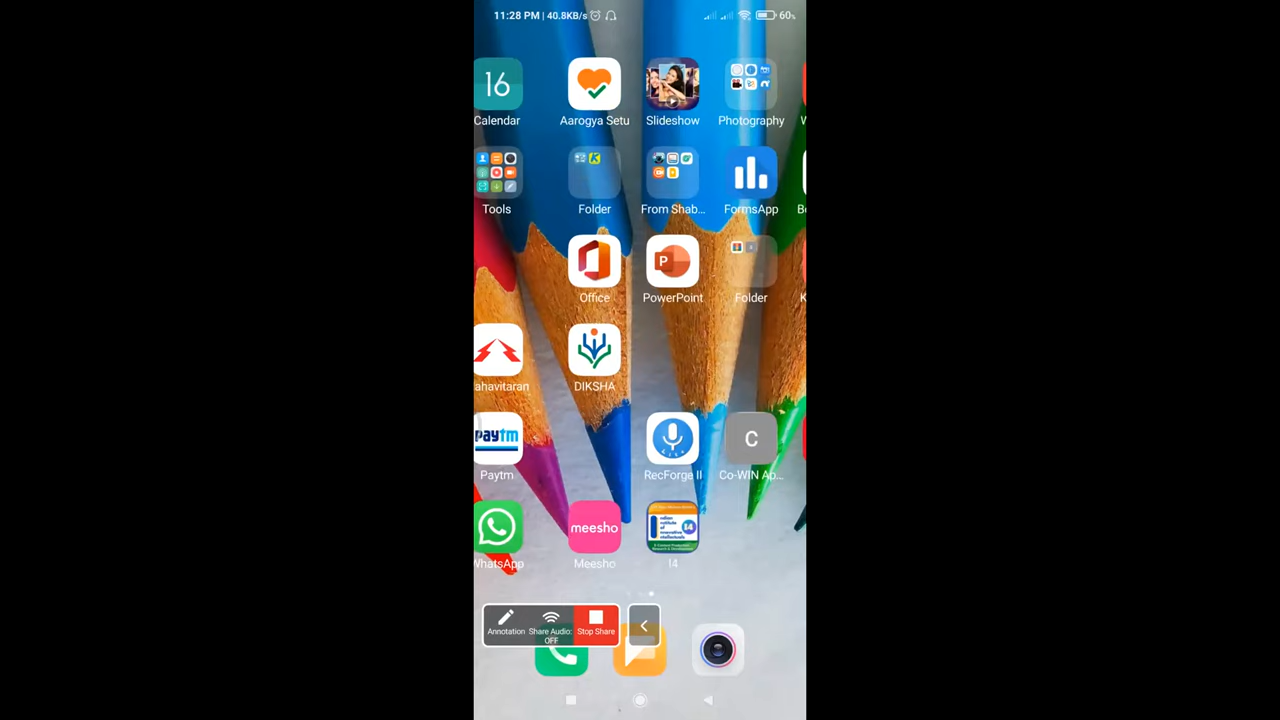 11:28 PM | 40.8KB/s
60%
16
Calendar
Aarogya Setu
Slideshow
Photography
Tools
Folder
From Shab...
FormsApp
Office
P
PowerPoint
Folder
ahavitaran
DIKSHA
paytm
Paytm
RecForge II
C
Co-WIN Ap...
WhatsApp
meesho
Meesho
I4
I4
Annotation
Share Audio:
OFF
Stop Share